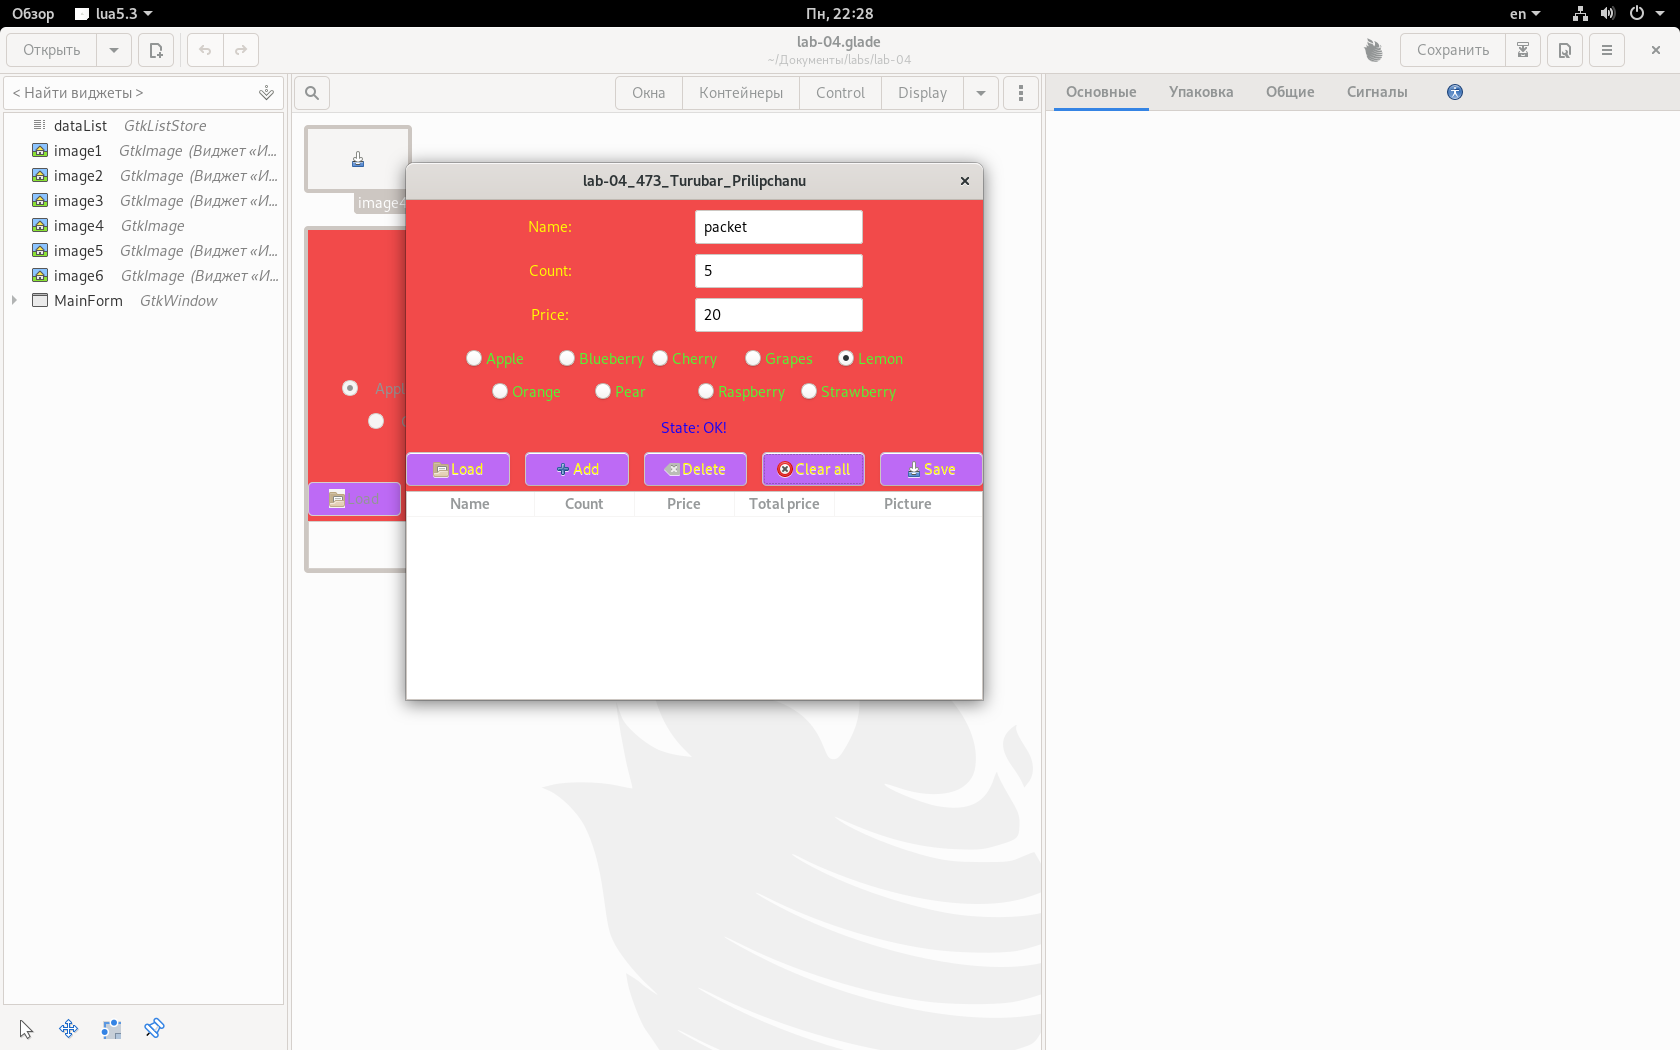 Обзор lua5.3 Пн, 22:28 en
Открыть lab-04.glade Сохранить
~/Документы/labs/lab-04
< Найти виджеты > Окна Контейнеры Control Display Основные Упаковка Общие Сигналы
dataList GtkListStore
image1 GtkImage (Виджет «И...
image2 GtkImage (Виджет «И...
image3 GtkImage (Виджет «И...
image4 GtkImage
image5 GtkImage (Виджет «И...
image6 GtkImage (Виджет «И...
MainForm GtkWindow
image4
lab-04_473_Turubar_Prilipchanu
Name: packet
Count: 5
Price: 20
Apple Blueberry Cherry Grapes Lemon
Orange Pear Raspberry Strawberry
State: OK!
Load Add Delete Clear all Save
Name Count Price Total price Picture